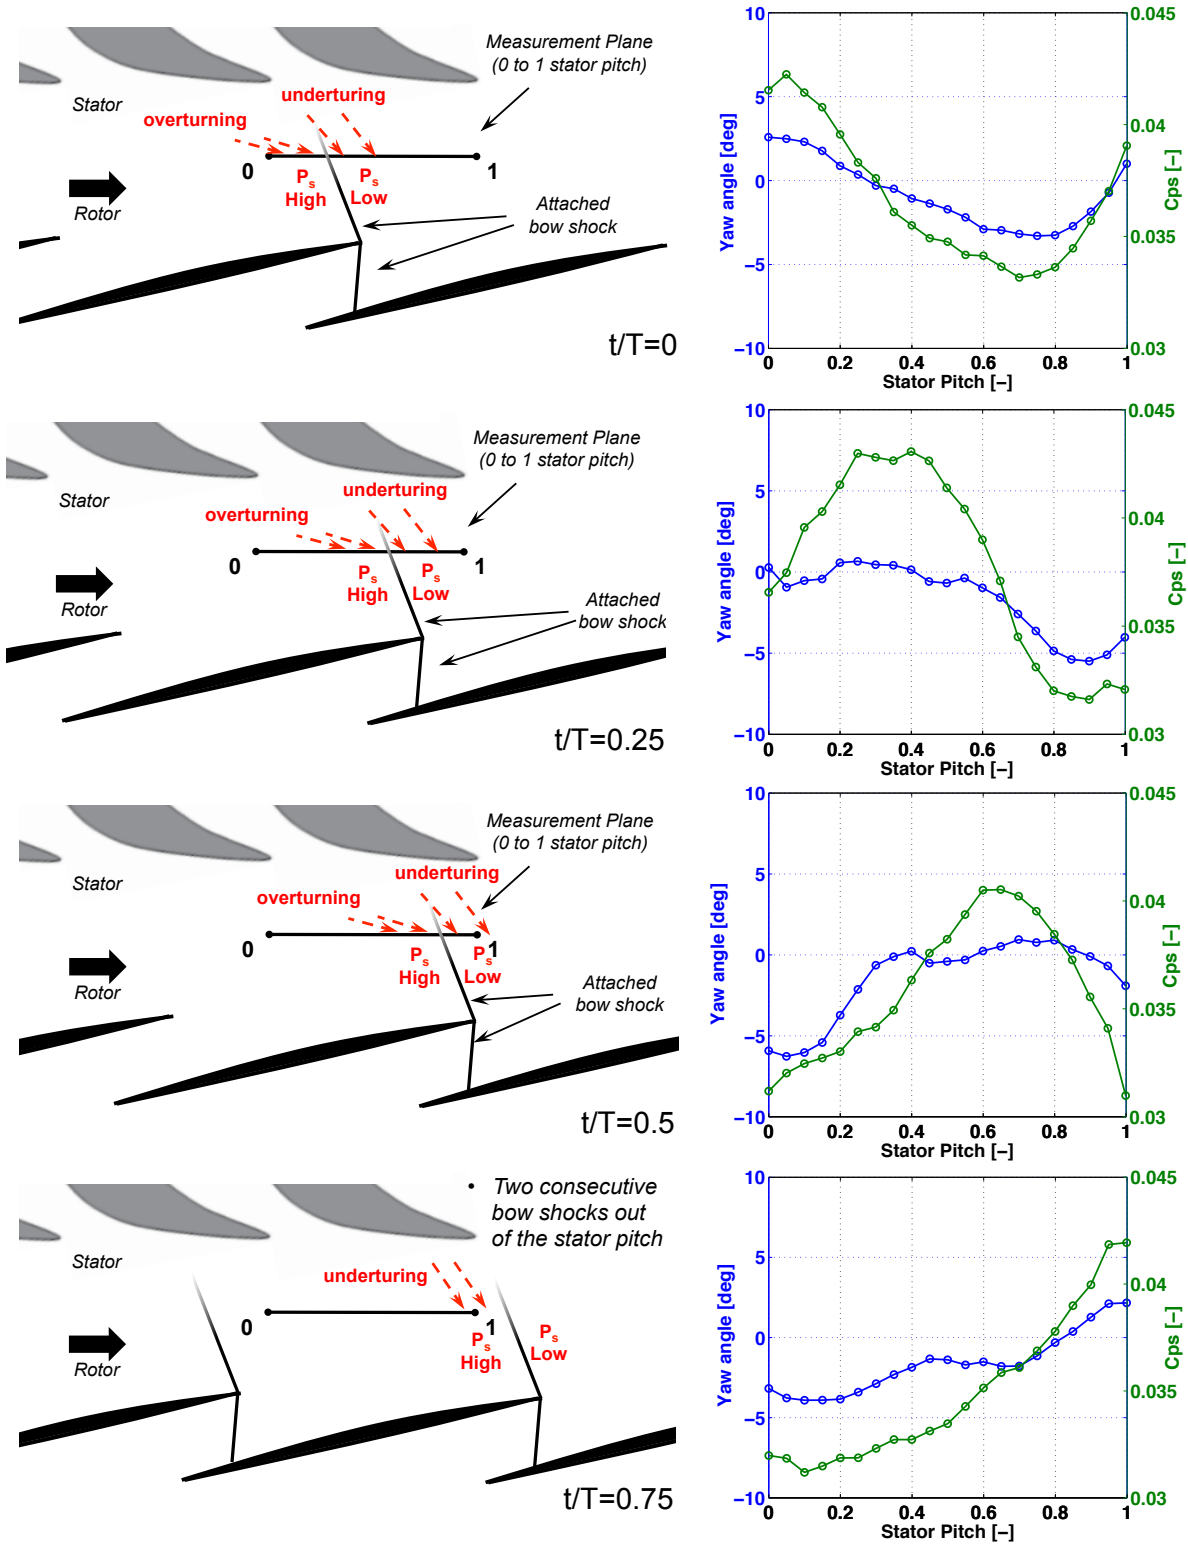 Measurement Plane
(0 to 1 stator pitch)
Stator
underturing
overturning
0
1
Ps
High
Ps
Low
Rotor
Attached
bow shock
t/T=0
10
5
0
−5
−10
Yaw angle [deg]
0.045
0.04
0.035
0.03
Cps [−]
0
0.2
0.4
0.6
0.8
1
Stator Pitch [−]
Measurement Plane
(0 to 1 stator pitch)
Stator
underturing
overturning
0
1
Ps
High
Ps
Low
Rotor
Attached
bow shock
t/T=0.25
10
5
0
−5
−10
Yaw angle [deg]
0.045
0.04
0.035
0.03
Cps [−]
0
0.2
0.4
0.6
0.8
1
Stator Pitch [−]
Measurement Plane
(0 to 1 stator pitch)
Stator
underturing
overturning
0
1
Ps
High
Ps
Low
Rotor
Attached
bow shock
t/T=0.5
10
5
0
−5
−10
Yaw angle [deg]
0.045
0.04
0.035
0.03
Cps [−]
0
0.2
0.4
0.6
0.8
1
Stator Pitch [−]
• Two consecutive
bow shocks out
of the stator pitch
Stator
underturing
0
1
Ps
High
Ps
Low
Rotor
t/T=0.75
10
5
0
−5
−10
Yaw angle [deg]
0.045
0.04
0.035
0.03
Cps [−]
0
0.2
0.4
0.6
0.8
1
Stator Pitch [−]